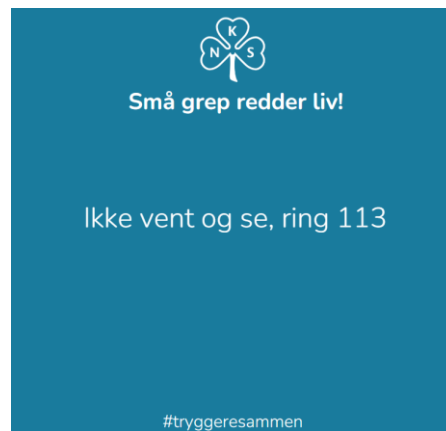 K
N S
Små grep redder liv!
Ikke vent og se, ring 113
#tryggeresammen